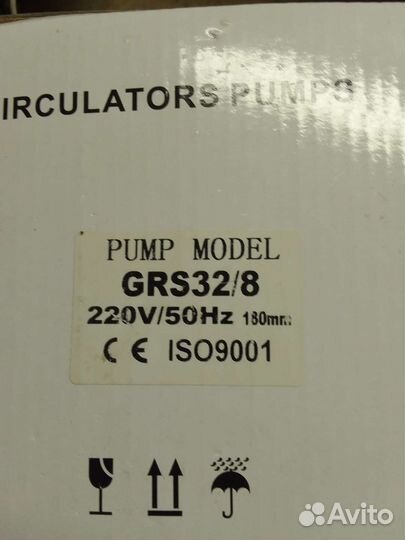 IRCULATORS PUMPS
PUMP MODEL
GRS32/8
220V/50Hz 180mm
CE ISO9001
Avito